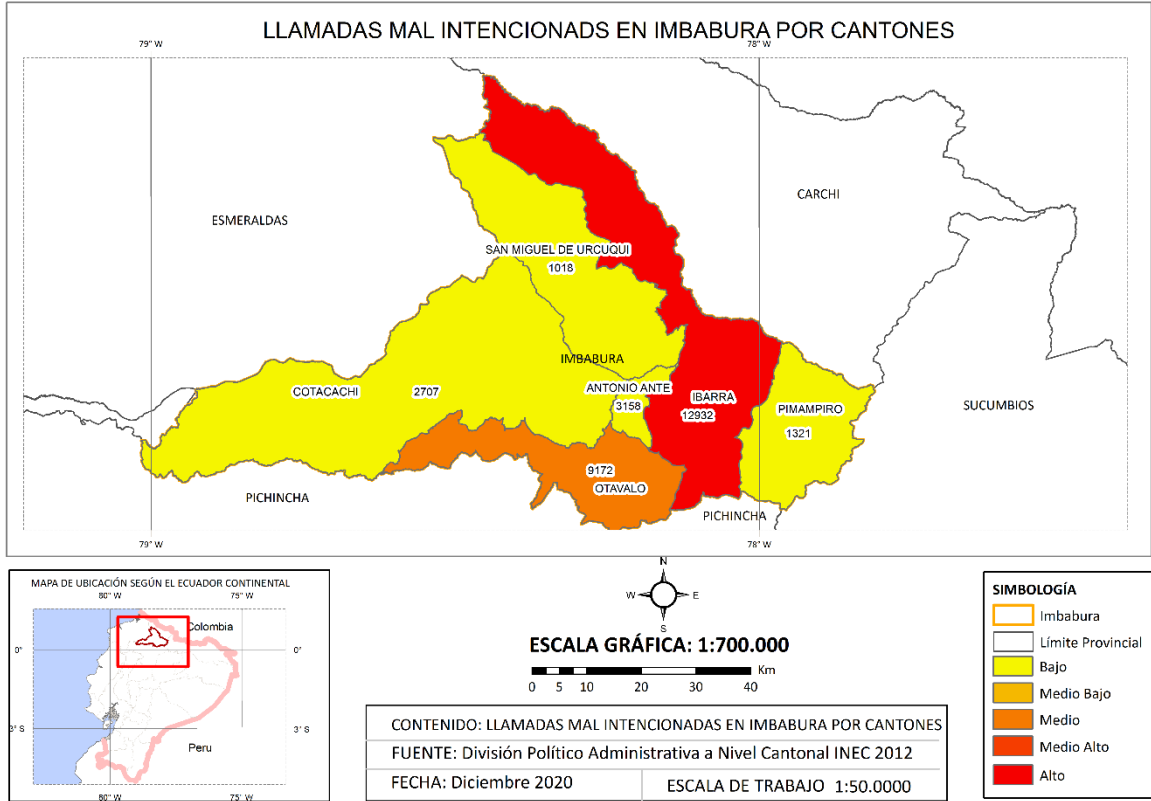 LLAMADAS MAL INTENCIONADS EN IMBABURA POR CANTONES
79° W
78° W
CARCHI
ESMERALDAS
SAN MIGUEL DE URCUQUI
1018
IMBABURA
COTACACHI
2707
ANTONIO ANTE
3158
IBARRA
12932
PIMAMPIRO
1321
SUCUMBIOS
9172
OTAVALO
PICHINCHA
PICHINCHA
79° W
78° W
MAPA DE UBICACIÓN SEGÚN EL ECUADOR CONTINENTAL
80° W
75° W
Colombia
0°
0°
3° S
3° S
Peru
80° W
75° W
N
W
E
S
ESCALA GRÁFICA: 1:700.000
Km
0 5 10 20 30 40
CONTENIDO: LLAMADAS MAL INTENCIONADAS EN IMBABURA POR CANTONES
FUENTE: División Político Administrativa a Nivel Cantonal INEC 2012
FECHA: Diciembre 2020
ESCALA DE TRABAJO 1:50.0000
SIMBOLOGÍA
Imbabura
Límite Provincial
Bajo
Medio Bajo
Medio
Medio Alto
Alto